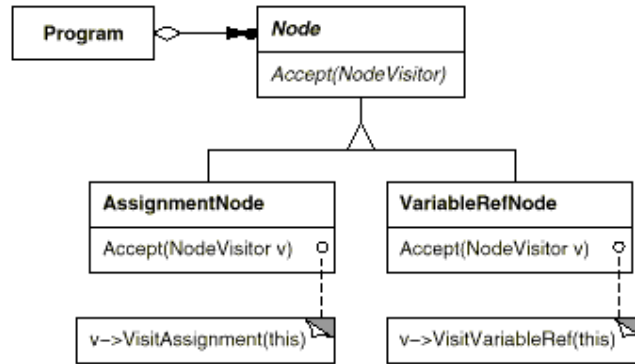 Program
Node
Accept(NodeVisitor)
AssignmentNode
Accept(NodeVisitor v)
VariableRefNode
Accept(NodeVisitor v)
v->VisitAssignment(this)
v->VisitVariableRef(this)